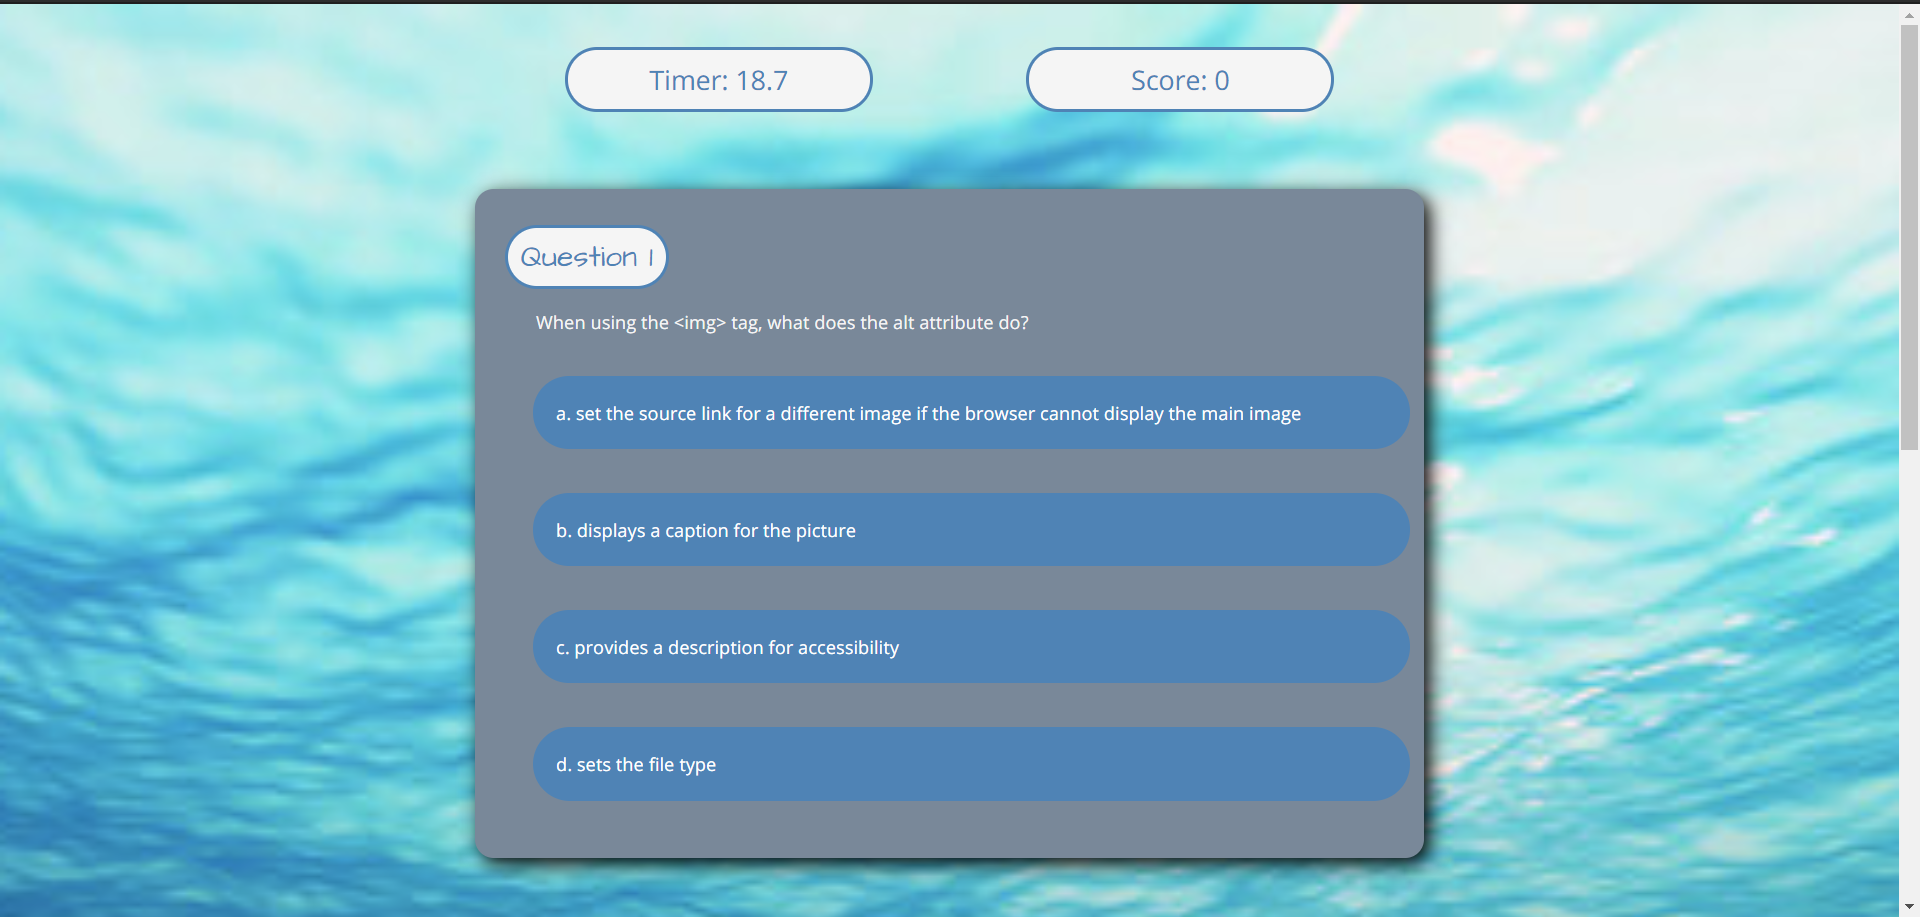 Timer: 18.7
Score: 0
Question 1
When using the <img> tag, what does the alt attribute do?
a. set the source link for a different image if the browser cannot display the main image
b. displays a caption for the picture
c. provides a description for accessibility
d. sets the file type